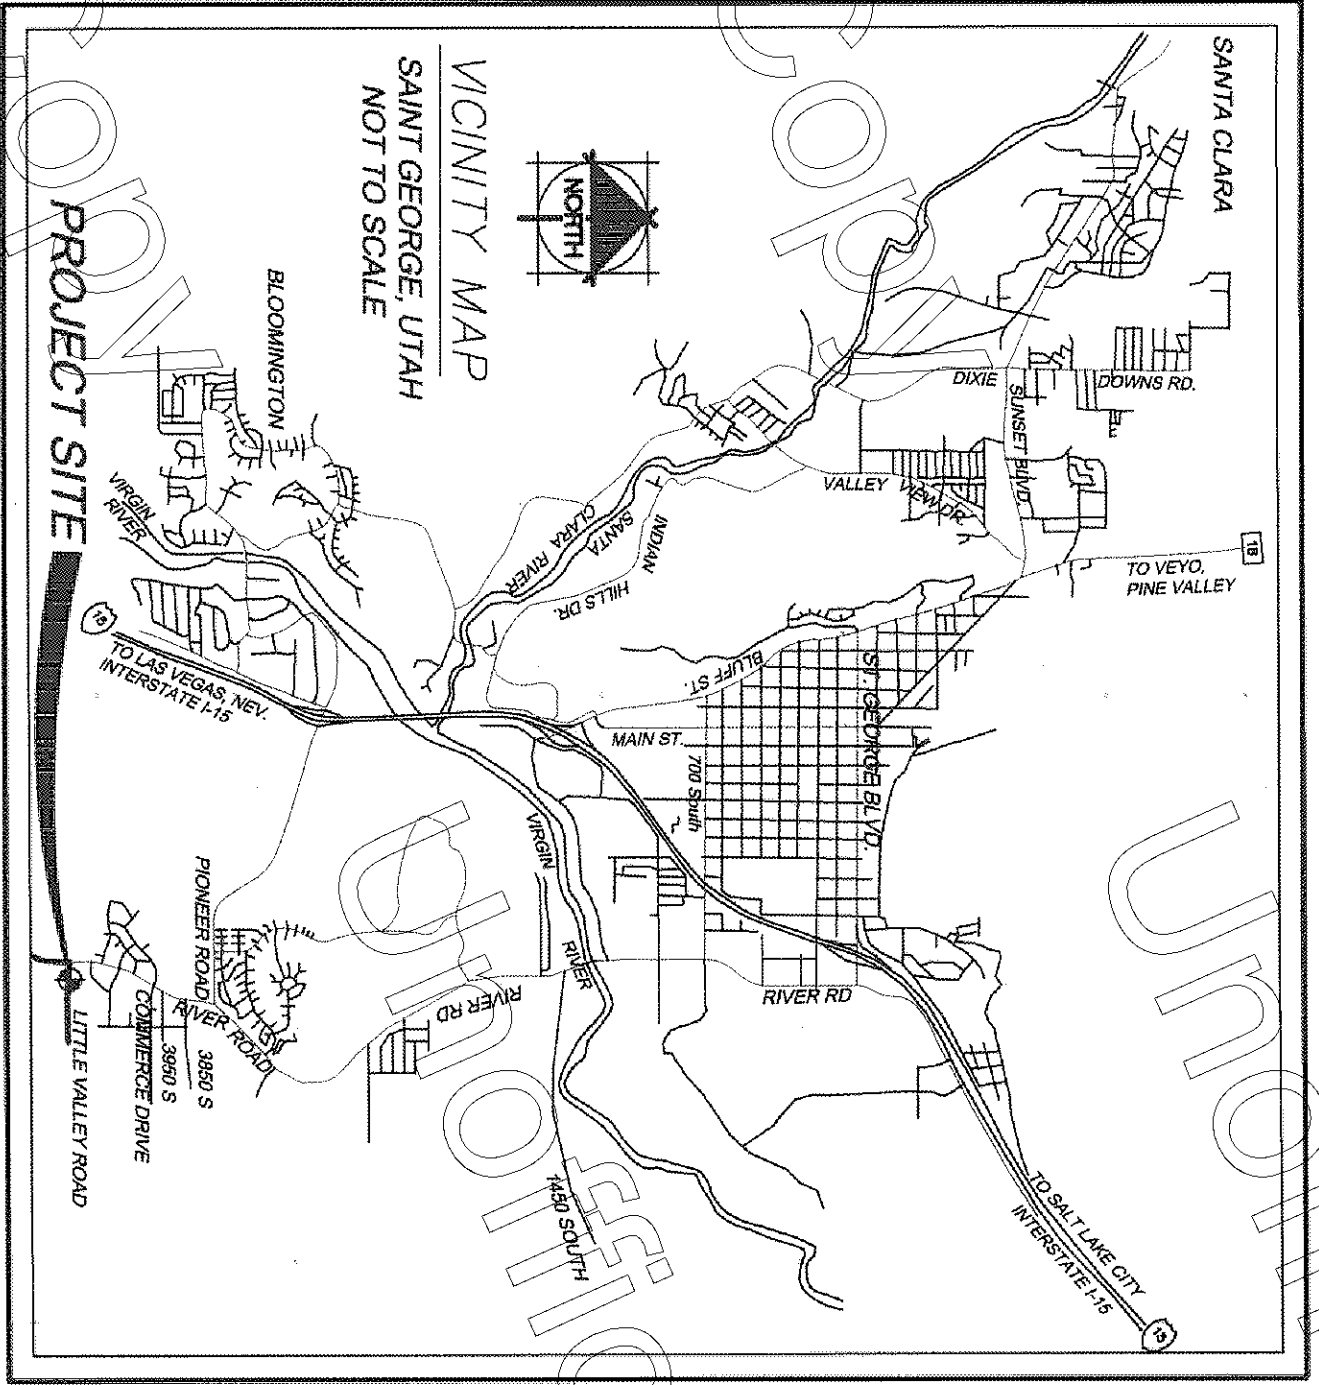 SANTA CLARA
18
TO VEYO,
PINE VALLEY
DOWNS RD.
DIXIE
SUNSET BLVD.
VALLEY VIEW DR.
ST. GEORGE BLVD.
BLUFF ST.
MAIN ST.
700 South
RIVER RD
TO SALT LAKE CITY
INTERSTATE I-15
15
NORTH
VICINITY MAP
SAINT GEORGE, UTAH
NOT TO SCALE
INDIAN
HILLS DR.
SANTA
CLARA RIVER
VIRGIN
RIVER
RIVER RD
1450 SOUTH
BLOOMINGTON
VIRGIN
RIVER
15
TO LAS VEGAS, NEV.
INTERSTATE I-15
PIONEER ROAD
RIVER ROAD
3850 S
3950 S
COMMERCE DRIVE
LITTLE VALLEY ROAD
PROJECT SITE
Unofficial
Copy